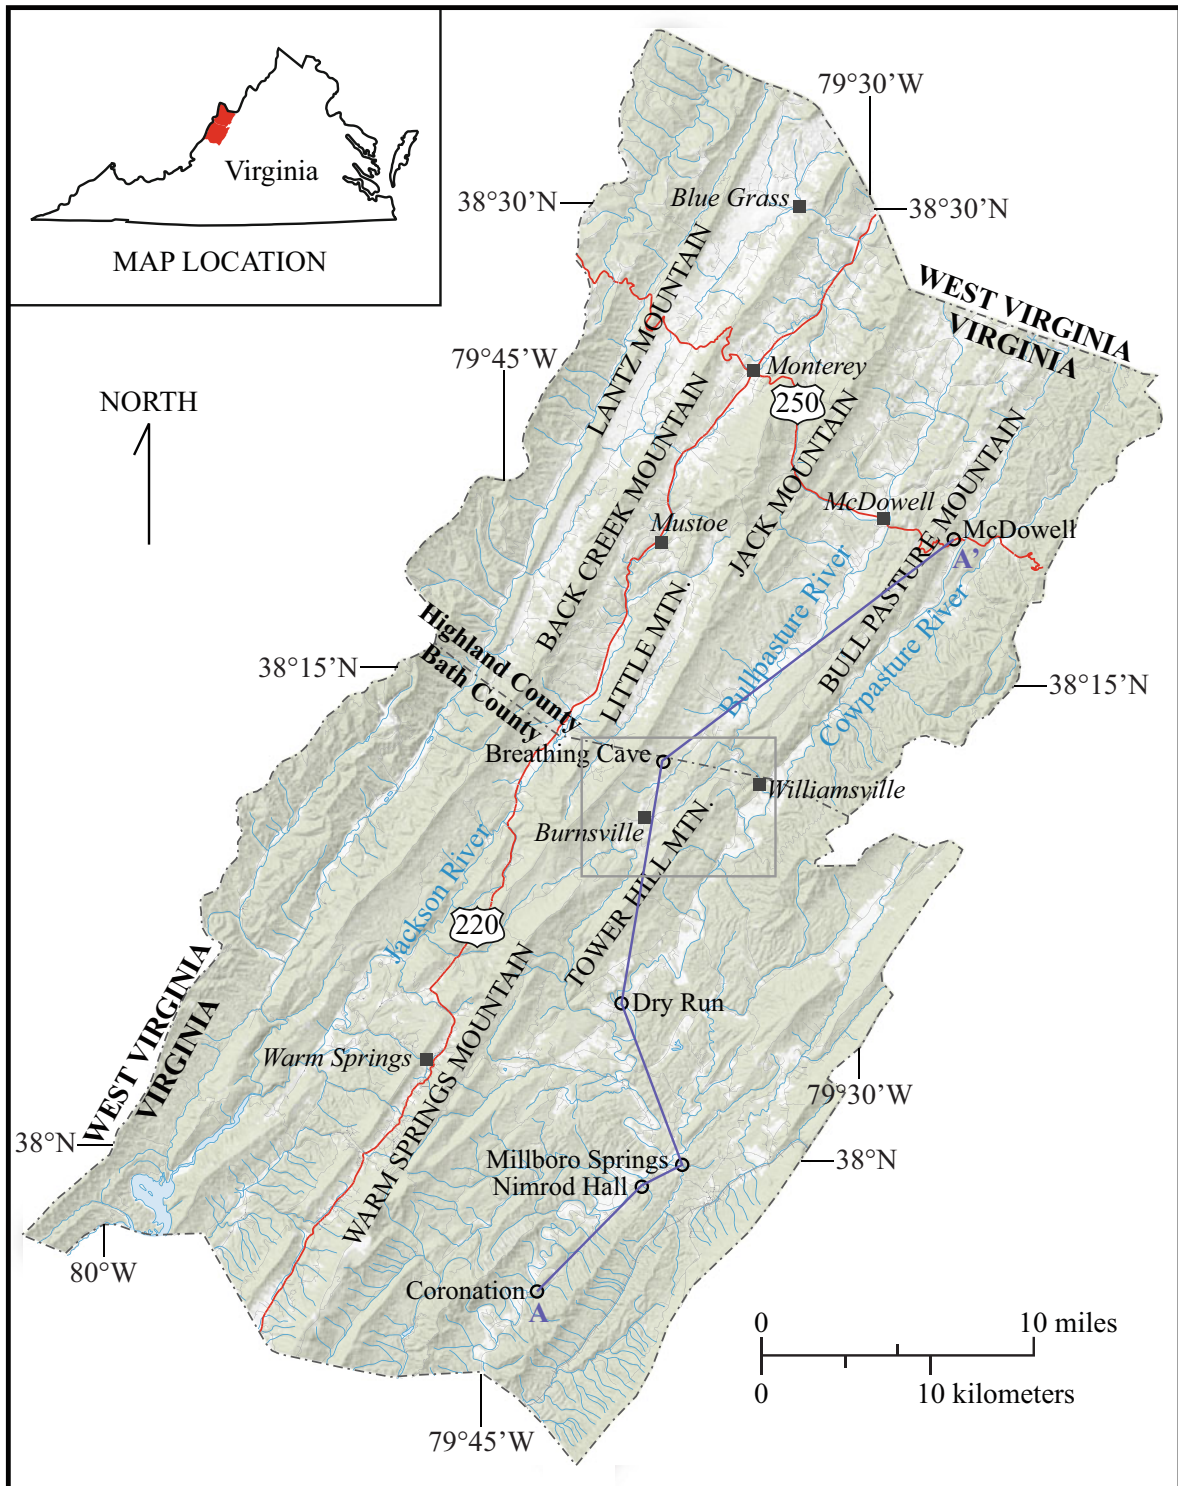 Virginia
MAP LOCATION
NORTH
79°30’W
38°30’N
38°30’N
Blue Grass
WEST VIRGINIA
VIRGINIA
LANTZ MOUNTAIN
79°45’W
Monterey
250
BACK CREEK MOUNTAIN
JACK MOUNTAIN
McDowell
BULL PASTURE MOUNTAIN
McDowell
A’
Mustoe
LITTLE MTN.
Bullpasture River
Cowpasture River
Highland County
Bath County
38°15’N
38°15’N
Breathing Cave
Williamsville
Burnsville
TOWER HILL MTN.
Jackson River
220
WEST VIRGINIA
VIRGINIA
WARM SPRINGS MOUNTAIN
Dry Run
Warm Springs
79°30’W
38°N
38°N
Millboro Springs
Nimrod Hall
80°W
Coronation
A
79°45’W
0
10 miles
0
10 kilometers